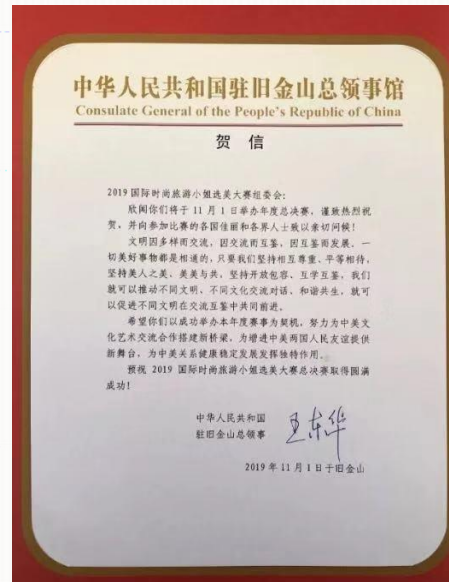 中华人民共和国驻旧金山总领事馆
Consulate General of the People's Republic of China
贺 信
2019 国际时尚旅游小姐选美大赛组委会:
欣闻你们将于 11 月 1 日举办年度总决赛,谨致热烈祝
贺,并向参加比赛的各国佳丽和各界人士致以亲切问候!
文明因多样而交流,因交流而互鉴,因互鉴而发展。一
切美好事物都是相通的,只要我们坚持相互尊重、平等相待,
坚持美人之美、美美与共,坚持开放包容、互学互鉴,我们
就可以推动不同文明、不同文化交流对话、和谐共生,就可
以促进不同文明在交流互鉴中共同前进。
希望你们以成功举办本年度赛事为契机,努力为中美文
化艺术交流合作搭建新桥梁,为增进中美两国人民友谊提供
新舞台,为中美关系健康稳定发展发挥独特作用。
预祝 2019 国际时尚旅游小姐选美大赛总决赛取得圆满
成功!
中华人民共和国
驻旧金山总领事
王东华
2019 年 11 月 1 日于旧金山